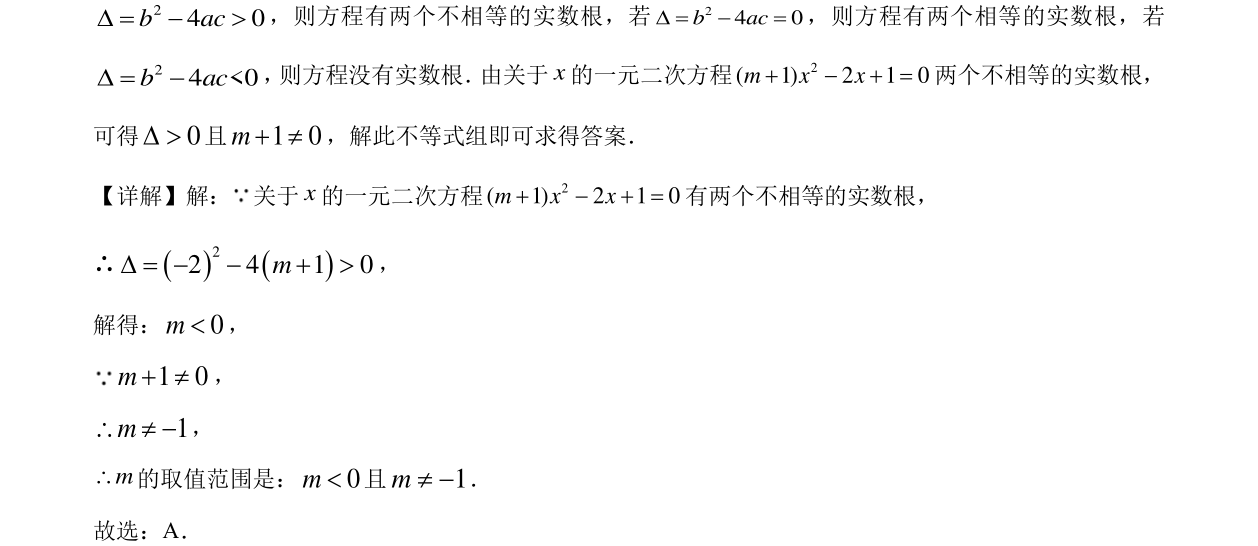 Δ=b²−4ac>0，则方程有两个不相等的实数根，若Δ=b²−4ac=0，则方程有两个相等的实数根，若
Δ=b²−4ac<0，则方程没有实数根．由关于x的一元二次方程(m+1)x²−2x+1=0两个不相等的实数根，
可得Δ>0且m+1≠0，解此不等式组即可求得答案．
【详解】解：∵关于x的一元二次方程(m+1)x²−2x+1=0有两个不相等的实数根，
∴Δ=(−2)²−4(m+1)>0，
解得：m<0，
∵m+1≠0，
∴m≠−1，
∴m的取值范围是：m<0且m≠−1．
故选：A．